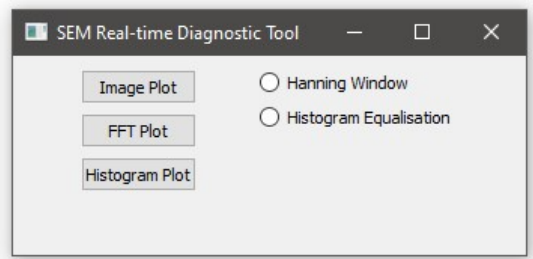 SEM Real-time Diagnostic Tool
Image Plot
Hanning Window
FFT Plot
Histogram Equalisation
Histogram Plot